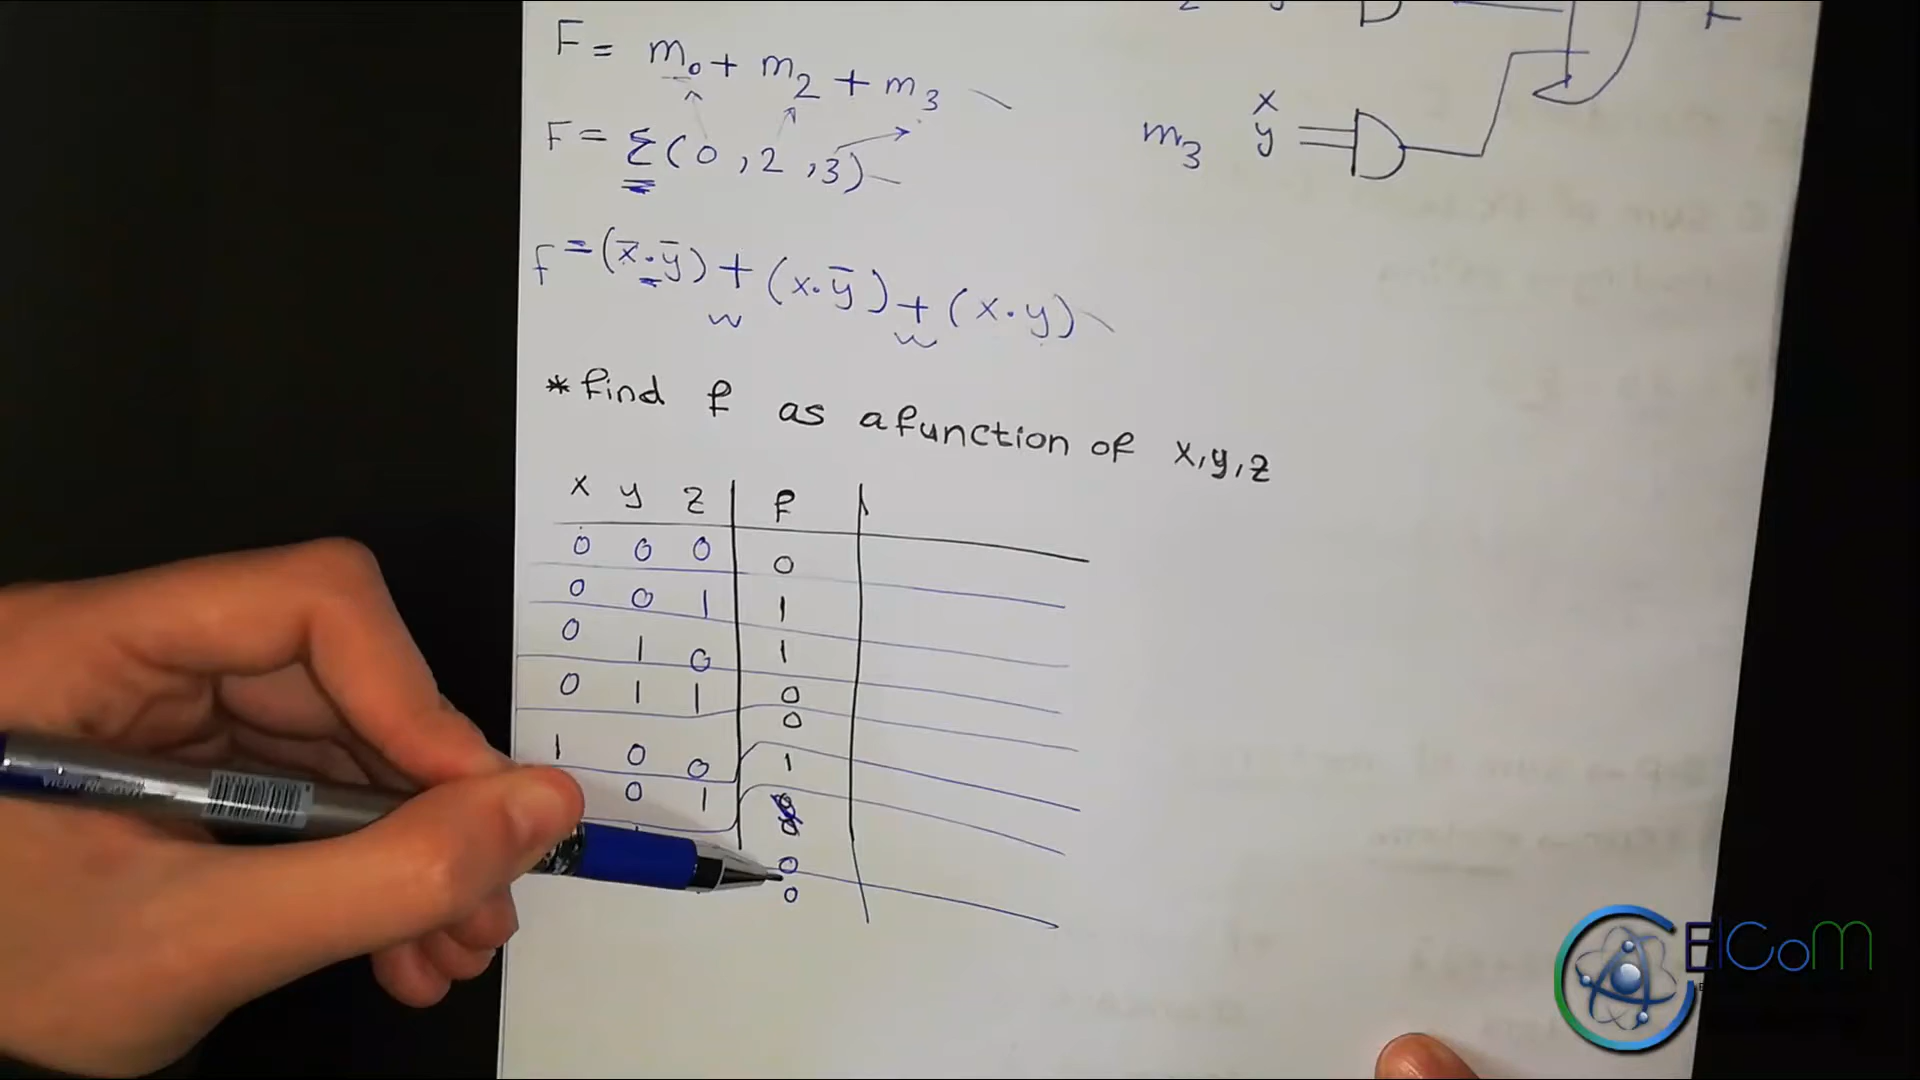 F = m0 + m2 + m3
F = Σ(0, 2, 3)
m3
x
y
f = (x̅.y̅) + (x.y̅) + (x.y)
* find f as a function of x,y,z
x y z f
0 0 0 0
0 0 1 1
0 1 0 1
0 1 1 0
0
1 0 0 1
0 1
0
0
ElCoM